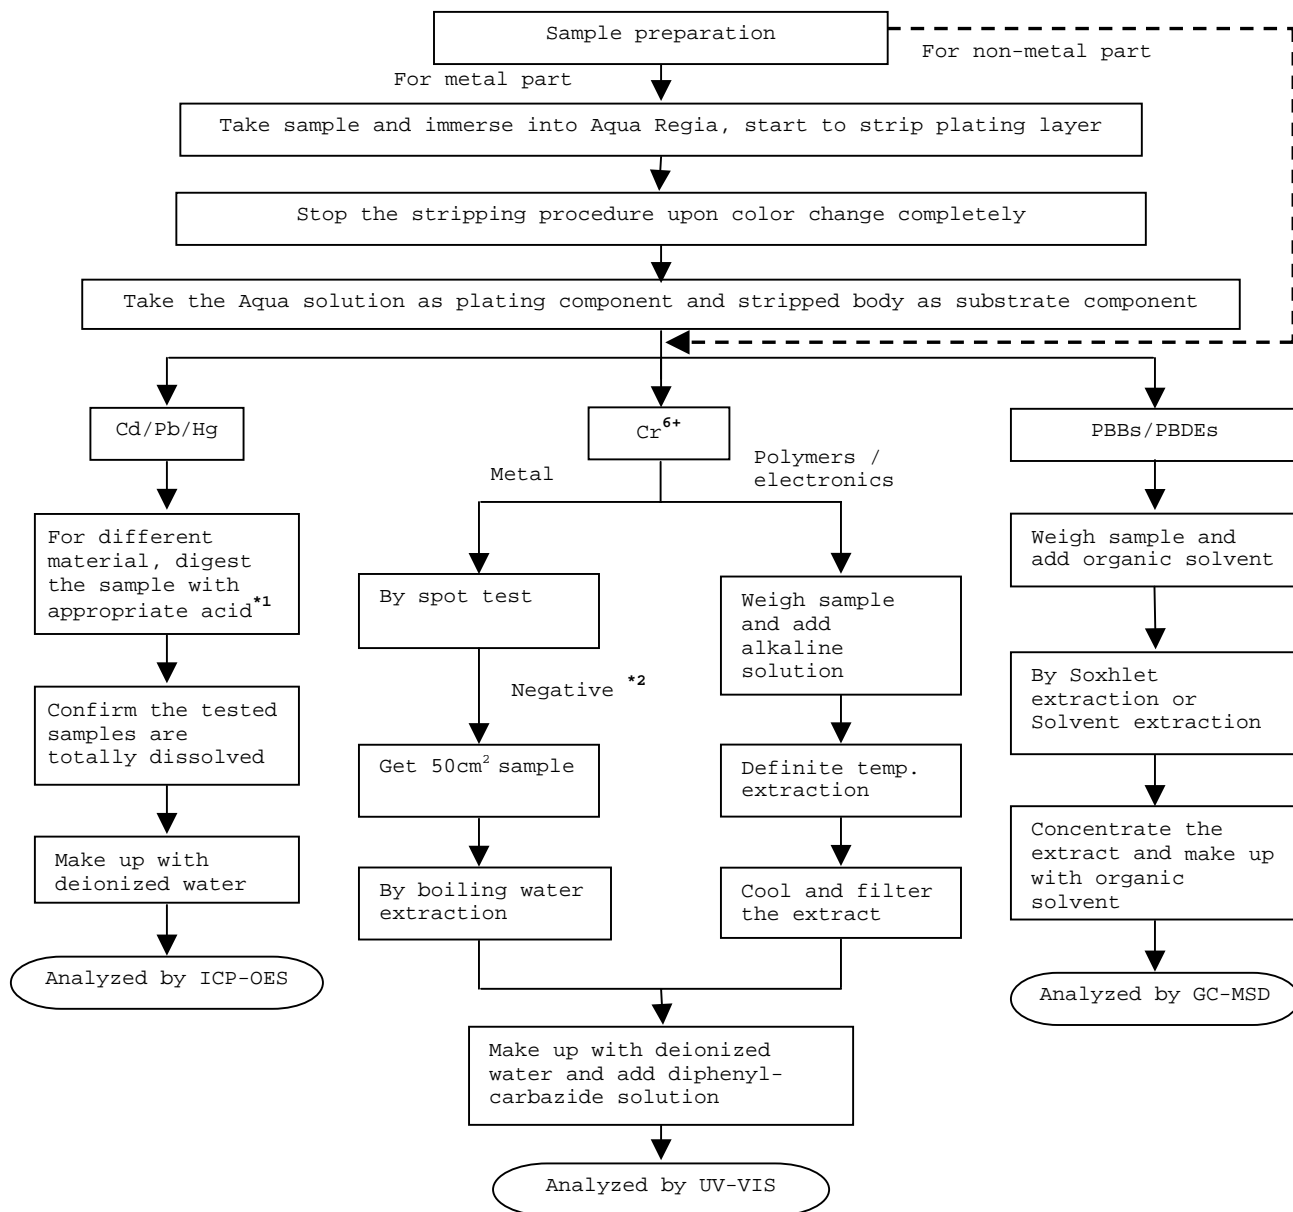 Sample preparation
For non-metal part
For metal part
Take sample and immerse into Aqua Regia, start to strip plating layer
Stop the stripping procedure upon color change completely
Take the Aqua solution as plating component and stripped body as substrate component
Cd/Pb/Hg
Cr⁶⁺
PBBs/PBDEs
Metal
Polymers /
electronics
For different
material, digest
the sample with
appropriate acid*1
Confirm the tested
samples are
totally dissolved
Make up with
deionized water
Analyzed by ICP-OES
By spot test
Negative *2
Get 50cm² sample
By boiling water
extraction
Weigh sample
and add
alkaline
solution
Definite temp.
extraction
Cool and filter
the extract
Make up with deionized
water and add diphenyl-
carbazide solution
Analyzed by UV-VIS
Weigh sample and
add organic solvent
By Soxhlet
extraction or
Solvent extraction
Concentrate the
extract and make up
with organic
solvent
Analyzed by GC-MSD